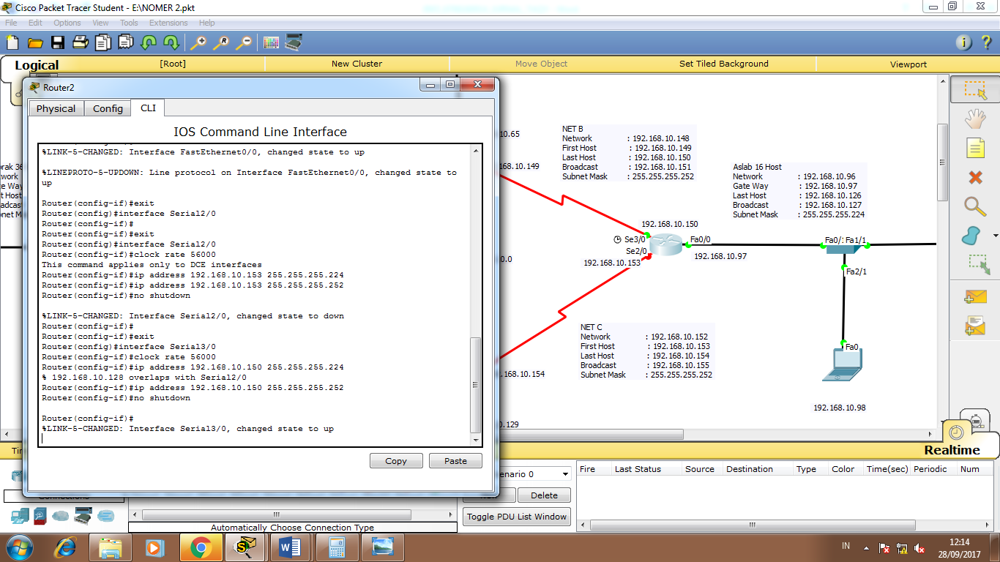 Cisco Packet Tracer Student - E:\NOMER 2.pkt
File Edit Options View Tools Extensions Help
Logical
[Root]
New Cluster
Move Object
Set Tiled Background
Viewport
Router2
Physical
Config
CLI
IOS Command Line Interface
%LINK-5-CHANGED: Interface FastEthernet0/0, changed state to up
%LINEPROTO-5-UPDOWN: Line protocol on Interface FastEthernet0/0, changed state to
up
Router(config-if)#exit
Router(config)#interface Serial2/0
Router(config-if)#
Router(config-if)#exit
Router(config)#interface Serial2/0
Router(config-if)#clock rate 56000
This command applies only to DCE interfaces
Router(config-if)#ip address 192.168.10.153 255.255.255.224
Router(config-if)#ip address 192.168.10.153 255.255.255.252
Router(config-if)#no shutdown
%LINK-5-CHANGED: Interface Serial2/0, changed state to down
Router(config-if)#
Router(config-if)#exit
Router(config)#interface Serial3/0
Router(config-if)#clock rate 56000
Router(config-if)#ip address 192.168.10.150 255.255.255.224
% 192.168.10.128 overlaps with Serial2/0
Router(config-if)#ip address 192.168.10.150 255.255.255.252
Router(config-if)#no shutdown
Router(config-if)#
%LINK-5-CHANGED: Interface Serial3/0, changed state to up
Copy
Paste
0.65
68.10.149
NET B
Network : 192.168.10.148
First Host : 192.168.10.149
Last Host : 192.168.10.150
Broadcast : 192.168.10.151
Subnet Mask : 255.255.255.252
Aslab 16 Host
Network : 192.168.10.96
Gate Way : 192.168.10.97
Last Host : 192.168.10.126
Broadcast : 192.168.10.127
Subnet Mask : 255.255.255.224
192.168.10.150
Se3/0
Fa0/0
Se2/0
192.168.10.153
192.168.10.97
Fa0/: Fa1/1
Fa2/1
0.0
NET C
Network : 192.168.10.152
First Host : 192.168.10.153
Last Host : 192.168.10.154
Broadcast : 192.168.10.155
Subnet Mask : 255.255.255.252
68.10.154
Fa0
192.168.10.98
0.129
Realtime
enario 0
Delete
Toggle PDU List Window
Fire Last Status Source Destination Type Color Time(sec) Periodic Num
Automatically Choose Connection Type
IN
12:14
28/09/2017